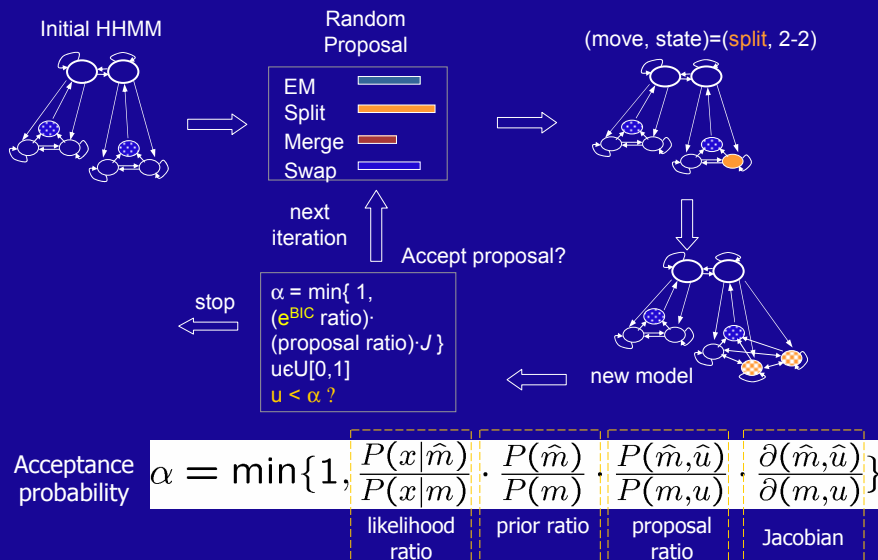 Initial HHMM
Random
Proposal
(move, state)=(split, 2-2)
EM
Split
Merge
Swap
next
iteration
Accept proposal?
stop
α = min{ 1,
(e^BIC ratio)·
(proposal ratio)·J }
uєU[0,1]
u < α ?
new model
Acceptance
probability
α = min{1, P(x|m̂)/P(x|m) · P(m̂)/P(m) · P(m̂,û)/P(m,u) · ∂(m̂,û)/∂(m,u)}
likelihood
ratio
prior ratio
proposal
ratio
Jacobian